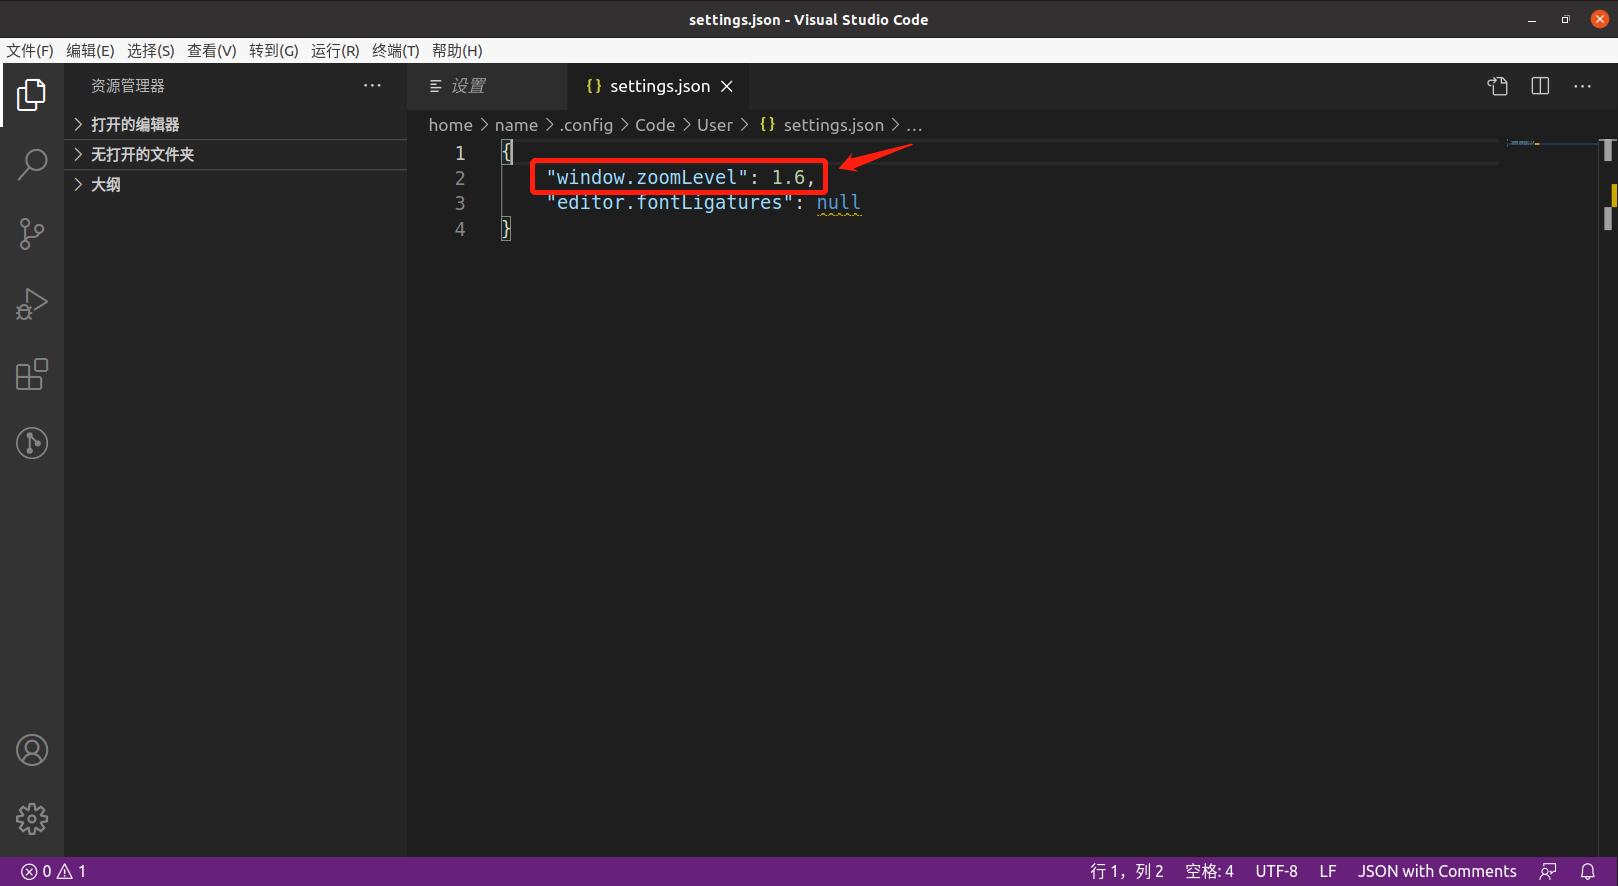 settings.json - Visual Studio Code
文件(F) 编辑(E) 选择(S) 查看(V) 转到(G) 运行(R) 终端(T) 帮助(H)
资源管理器
打开的编辑器
无打开的文件夹
大纲
设置 {} settings.json
home > name > .config > Code > User > {} settings.json > ...
1 {
2 "window.zoomLevel": 1.6,
3 "editor.fontLigatures": null
4 }
0 1 行 1，列 2 空格: 4 UTF-8 LF JSON with Comments